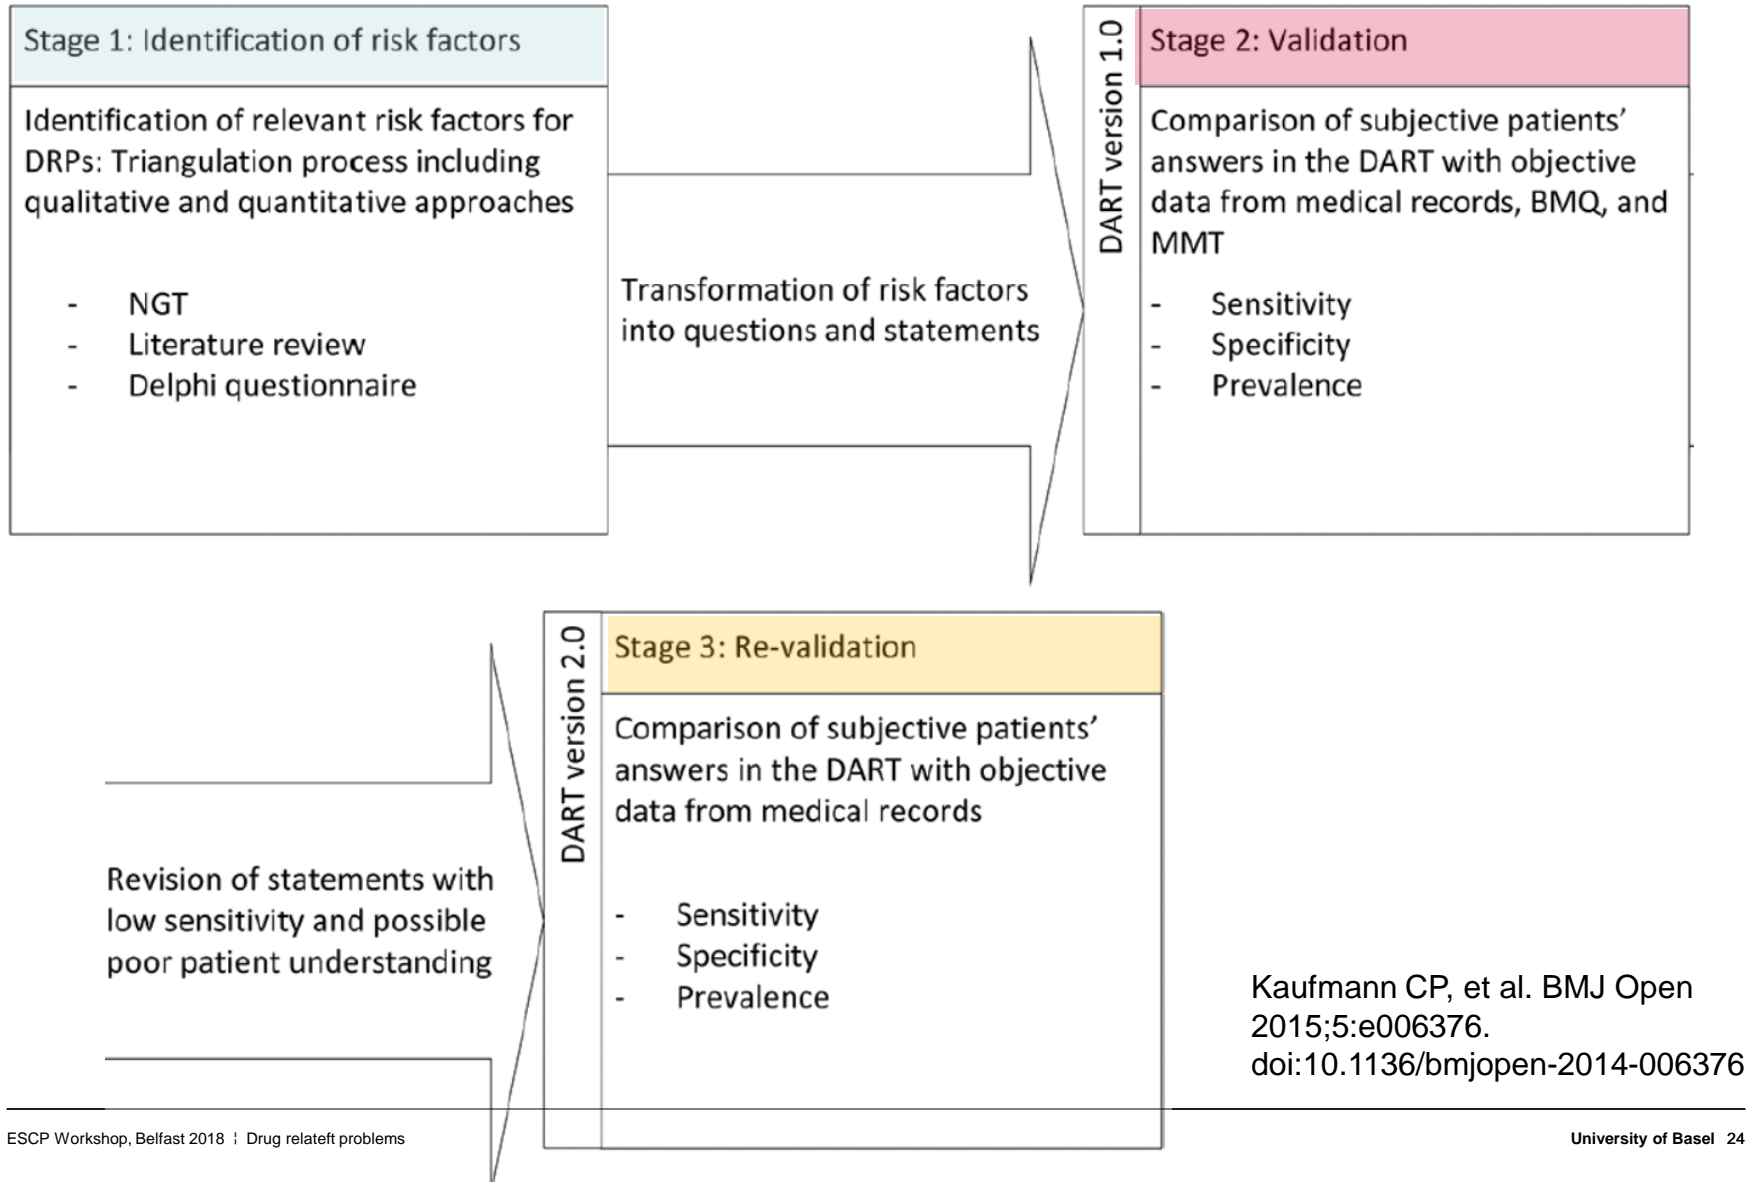 Stage 1: Identification of risk factors
Identification of relevant risk factors for
DRPs: Triangulation process including
qualitative and quantitative approaches
- NGT
- Literature review
- Delphi questionnaire
Transformation of risk factors
into questions and statements
DART version 1.0
Stage 2: Validation
Comparison of subjective patients’
answers in the DART with objective
data from medical records, BMQ, and
MMT
- Sensitivity
- Specificity
- Prevalence
Revision of statements with
low sensitivity and possible
poor patient understanding
DART version 2.0
Stage 3: Re-validation
Comparison of subjective patients’
answers in the DART with objective
data from medical records
- Sensitivity
- Specificity
- Prevalence
Kaufmann CP, et al. BMJ Open
2015;5:e006376.
doi:10.1136/bmjopen-2014-006376
ESCP Workshop, Belfast 2018 ¦ Drug relateft problems
University of Basel 24